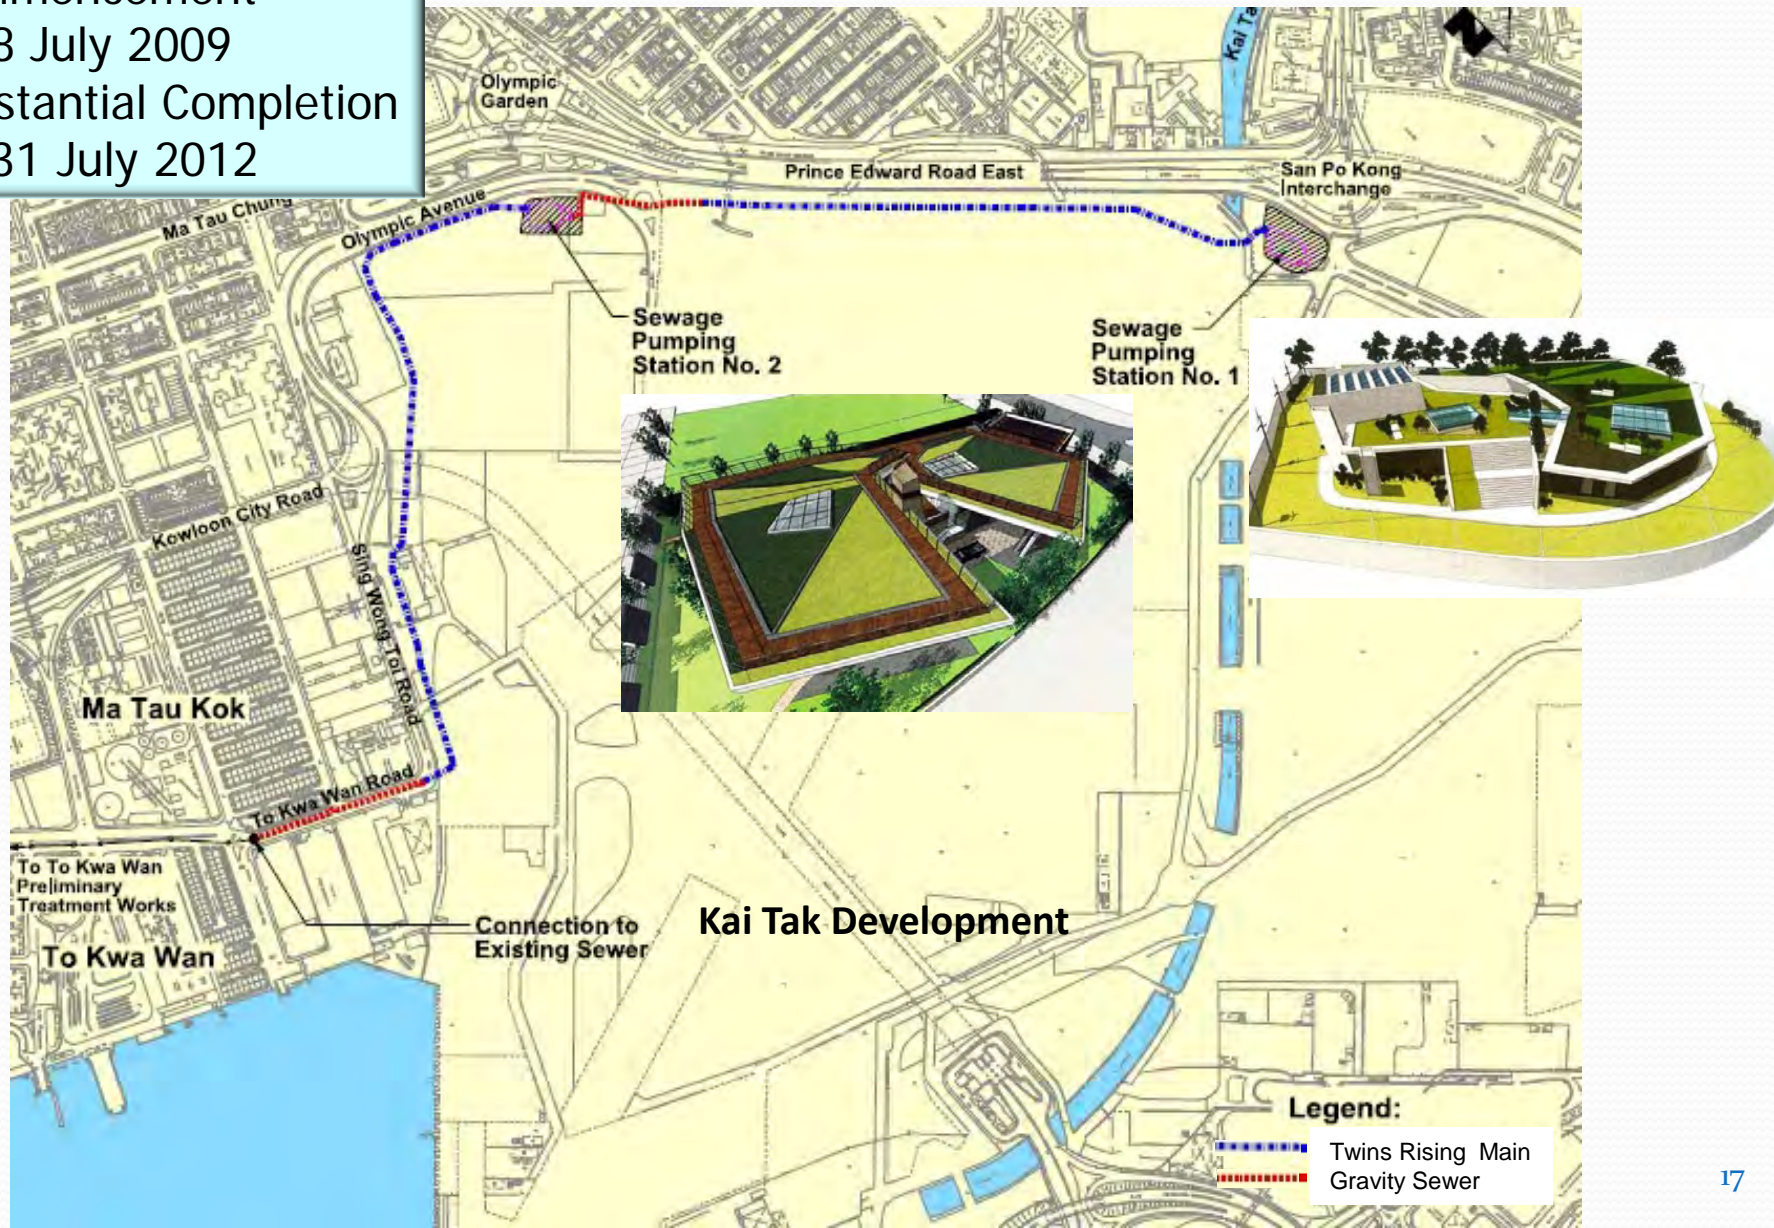 3 July 2009
Completion
31 July 2012
Olympic
Garden
Kai
Prince Edward Road East
San Po Kong
Interchange
Ma Tau Chung
Olympic Avenue
Sewage
Pumping
Station No. 2
Sewage
Pumping
Station No. 1
Kowloon City Road
Sing Wong Toi Road
Ma Tau Kok
To Kwa Wan Road
To To Kwa Wan
Preliminary
Treatment Works
Connection to
Existing Sewer
Kai Tak Development
To Kwa Wan
Legend:
Twins Rising Main
Gravity Sewer
17